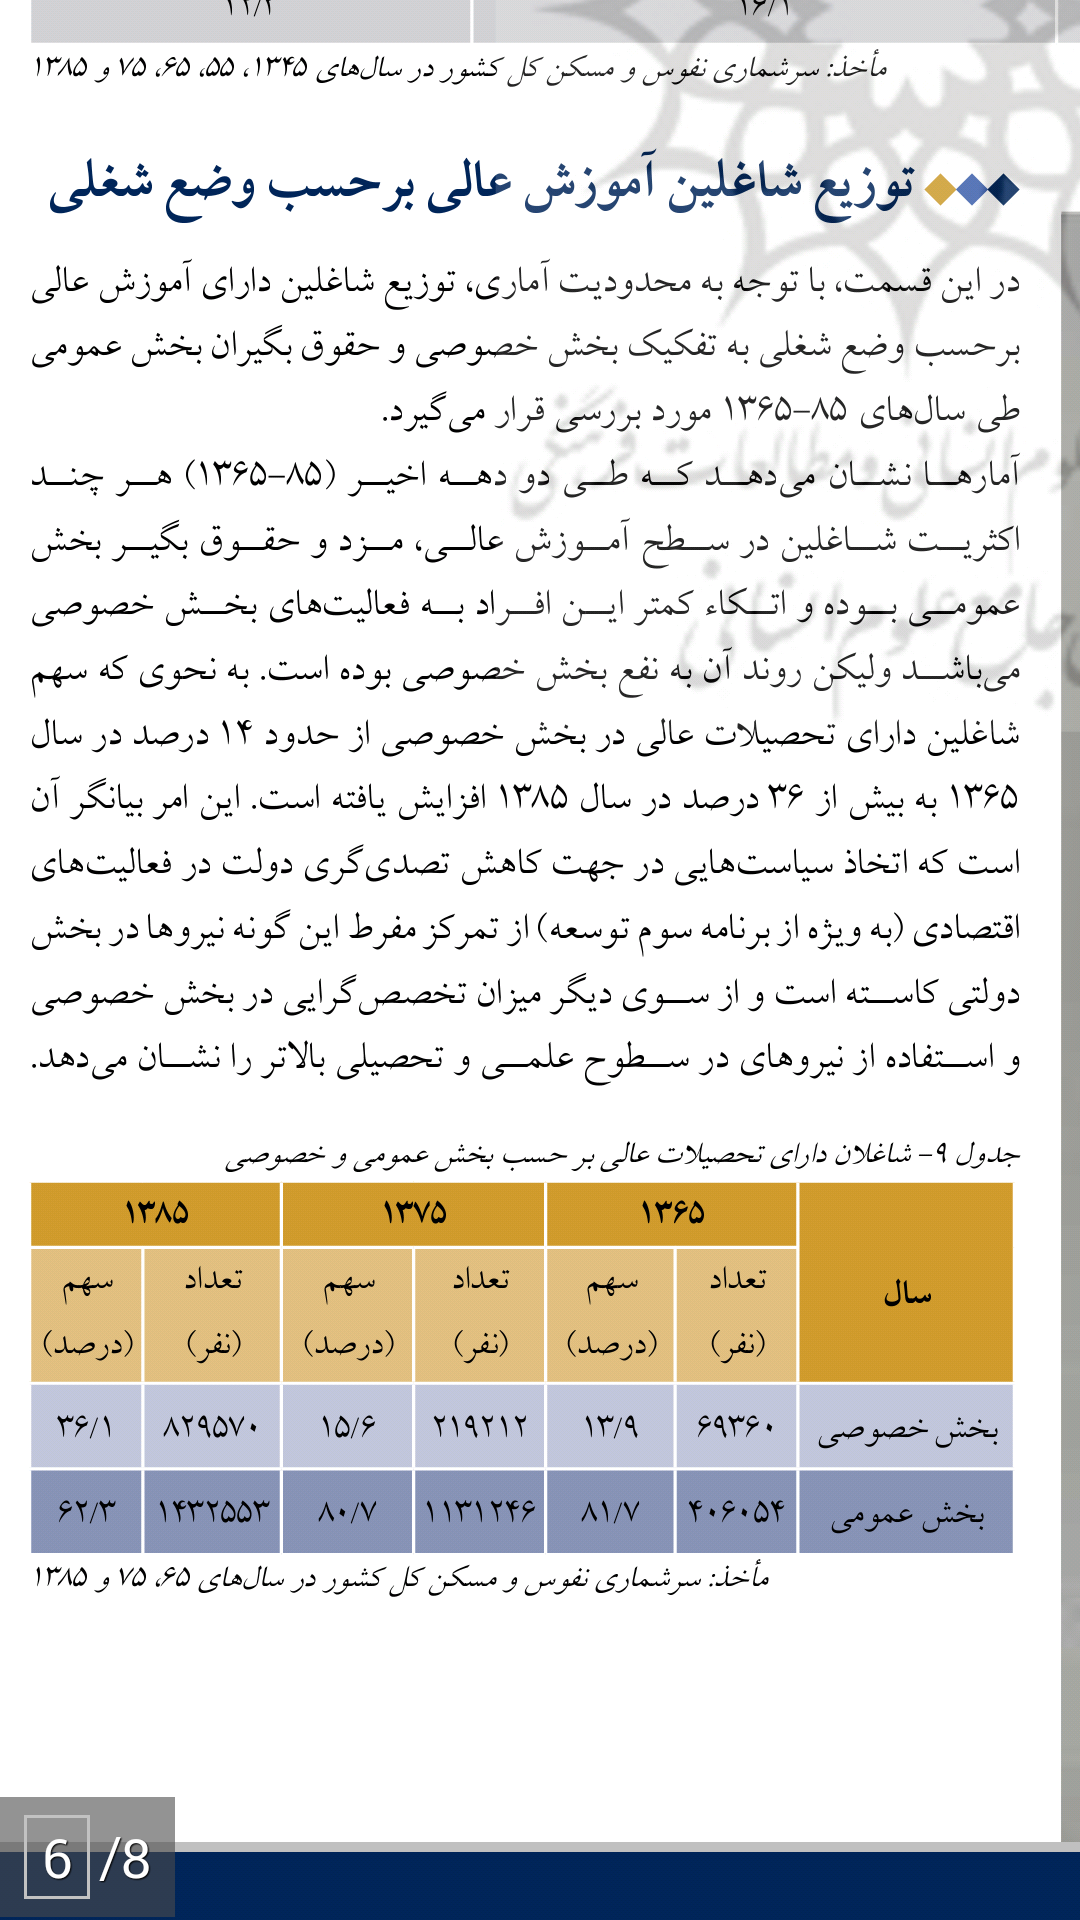 ۱۶/۱
مأخذ: سرشماری نفوس و مسکن کل کشور در سال‌های ۱۳۴۵، ۵۵، ۶۵، ۷۵ و ۱۳۸۵
توزیع شاغلین آموزش عالی برحسب وضع شغلی
در این قسمت، با توجه به محدودیت آماری، توزیع شاغلین دارای آموزش عالی
برحسب وضع شغلی به تفکیک بخش خصوصی و حقوق بگیران بخش عمومی
طی سال‌های ۸۵–۱۳۶۵ مورد بررسی قرار می‌گیرد.
آمارها نشان می‌دهد که طی دو دهه اخیر (۸۵–۱۳۶۵) هر چند
اکثریت شاغلین در سطح آموزش عالی، مزد و حقوق بگیر بخش
عمومی بوده و اتکاء کمتر این افراد به فعالیت‌های بخش خصوصی
می‌باشد ولیکن روند آن به نفع بخش خصوصی بوده است. به نحوی که سهم
شاغلین دارای تحصیلات عالی در بخش خصوصی از حدود ۱۴ درصد در سال
۱۳۶۵ به بیش از ۳۶ درصد در سال ۱۳۸۵ افزایش یافته است. این امر بیانگر آن
است که اتخاذ سیاست‌هایی در جهت کاهش تصدی‌گری دولت در فعالیت‌های
اقتصادی (به ویژه از برنامه سوم توسعه) از تمرکز مفرط این گونه نیروها در بخش
دولتی کاسته است و از سوی دیگر میزان تخصص‌گرایی در بخش خصوصی
و استفاده از نیروهای در سطوح علمی و تحصیلی بالاتر را نشان می‌دهد.
جدول ۹– شاغلان دارای تحصیلات عالی بر حسب بخش عمومی و خصوصی
سال ۱۳۶۵ ۱۳۷۵ ۱۳۸۵
تعداد سهم تعداد سهم تعداد سهم
(نفر) (درصد) (نفر) (درصد) (نفر) (درصد)
بخش خصوصی ۶۹۳۶۰ ۱۳/۹ ۲۱۹۲۱۲ ۱۵/۶ ۸۲۹۵۷۰ ۳۶/۱
بخش عمومی ۴۰۶۰۵۴ ۸۱/۷ ۱۱۳۱۲۴۶ ۸۰/۷ ۱۴۳۲۵۵۳ ۶۲/۳
مأخذ: سرشماری نفوس و مسکن کل کشور در سال‌های ۶۵، ۷۵ و ۱۳۸۵
6 /8